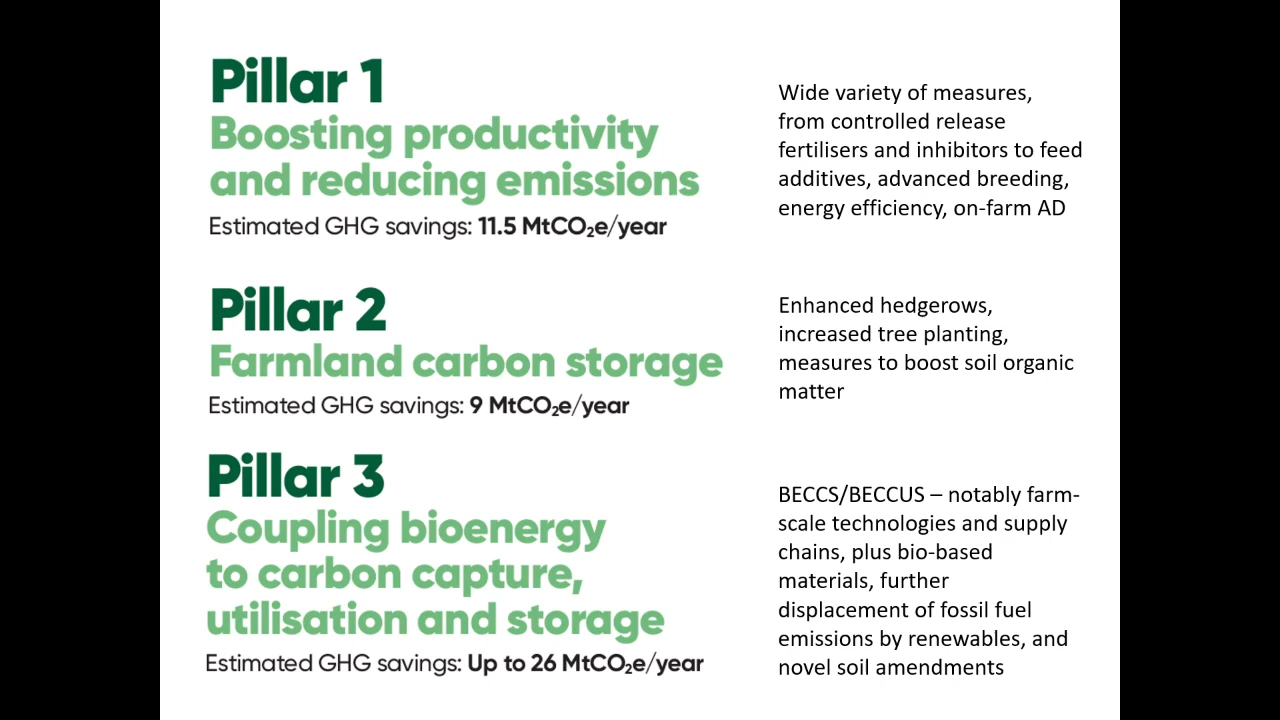 Pillar 1
Boosting productivity
and reducing emissions
Estimated GHG savings: 11.5 MtCO₂e/year
Wide variety of measures,
from controlled release
fertilisers and inhibitors to feed
additives, advanced breeding,
energy efficiency, on-farm AD
Pillar 2
Farmland carbon storage
Estimated GHG savings: 9 MtCO₂e/year
Enhanced hedgerows,
increased tree planting,
measures to boost soil organic
matter
Pillar 3
Coupling bioenergy
to carbon capture,
utilisation and storage
Estimated GHG savings: Up to 26 MtCO₂e/year
BECCS/BECCUS – notably farm-
scale technologies and supply
chains, plus bio-based
materials, further
displacement of fossil fuel
emissions by renewables, and
novel soil amendments